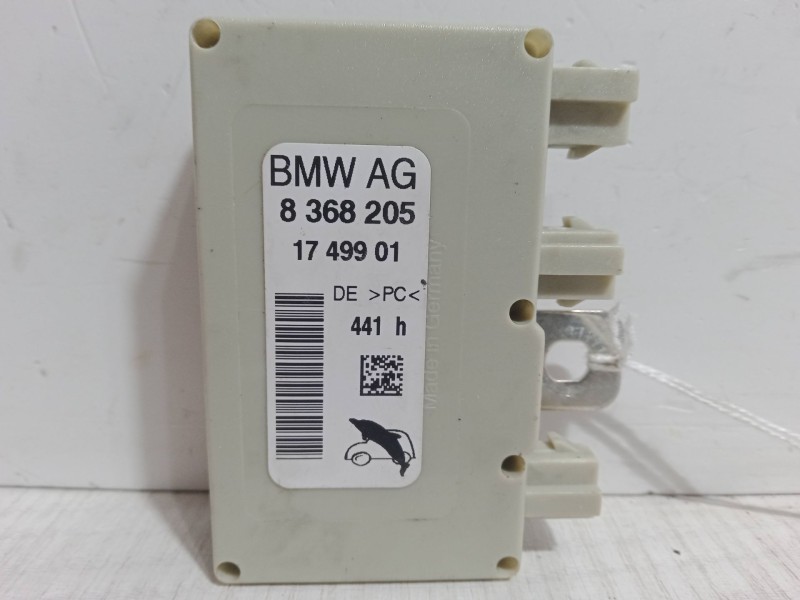 BMW AG
8 368 205
17 499 01
DE >PC<
441 h
Made in Germany